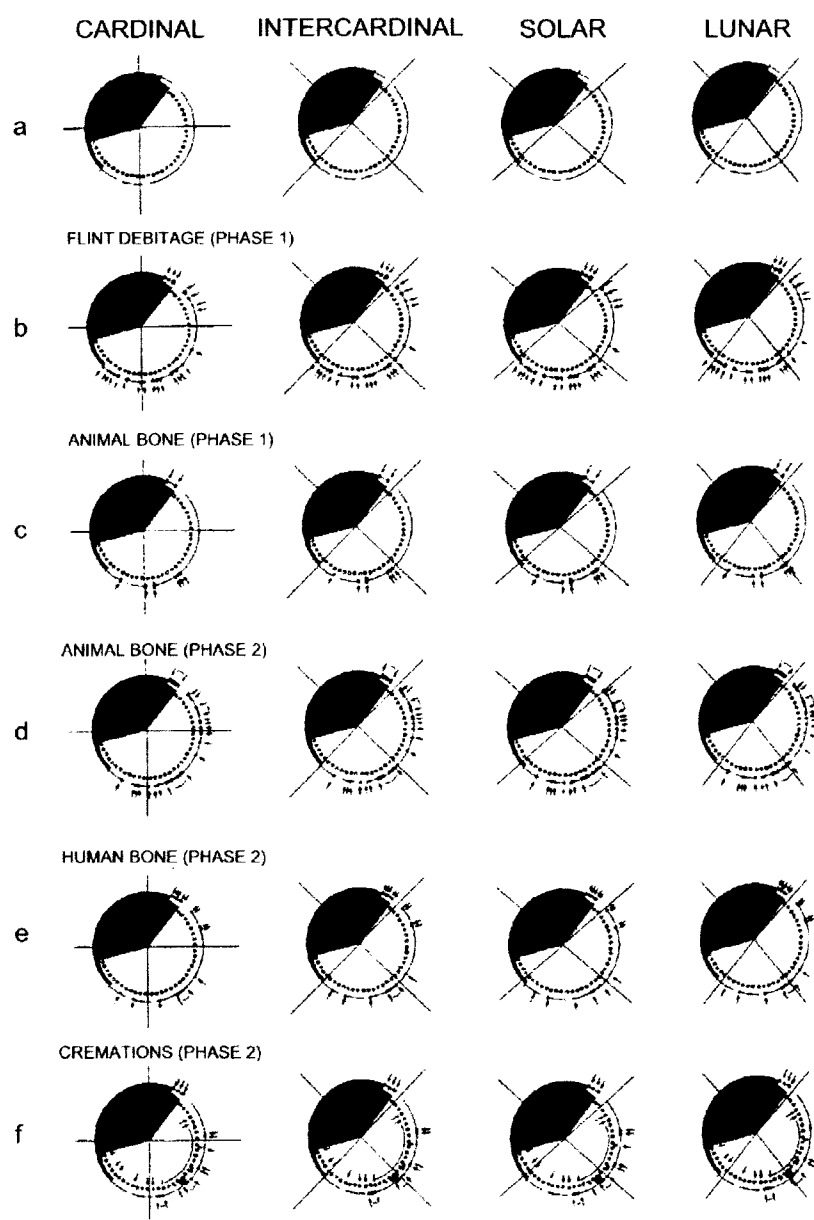 CARDINAL INTERCARDINAL SOLAR LUNAR
a
FLINT DEBITAGE (PHASE 1)
b
ANIMAL BONE (PHASE 1)
c
ANIMAL BONE (PHASE 2)
d
HUMAN BONE (PHASE 2)
e
CREMATIONS (PHASE 2)
f